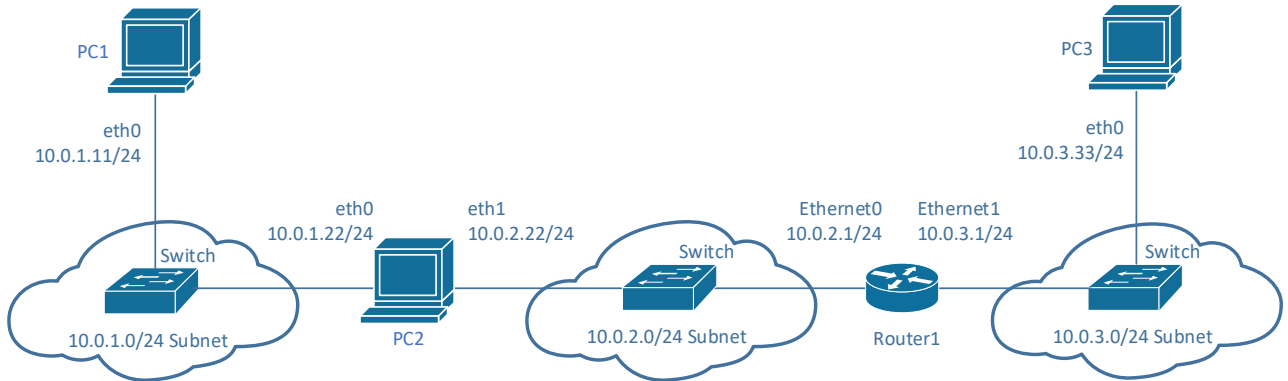 PC1
PC3
eth0
10.0.1.11/24
eth0
10.0.3.33/24
eth0
10.0.1.22/24
eth1
10.0.2.22/24
Ethernet0
10.0.2.1/24
Ethernet1
10.0.3.1/24
Switch
Switch
Switch
10.0.1.0/24 Subnet
PC2
10.0.2.0/24 Subnet
Router1
10.0.3.0/24 Subnet